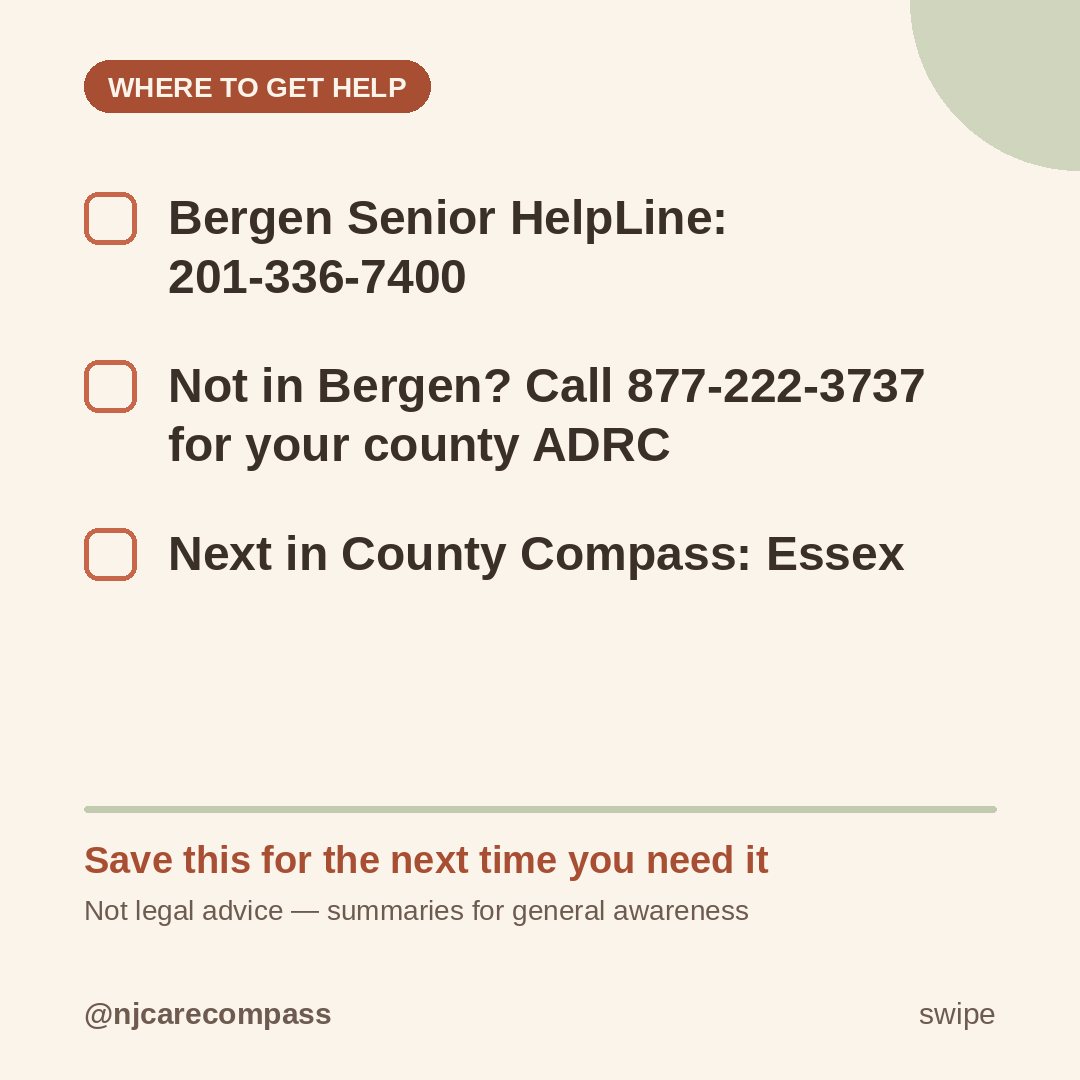 WHERE TO GET HELP
Bergen Senior HelpLine:
201-336-7400
Not in Bergen? Call 877-222-3737
for your county ADRC
Next in County Compass: Essex
Save this for the next time you need it
Not legal advice — summaries for general awareness
@njcarecompass
swipe